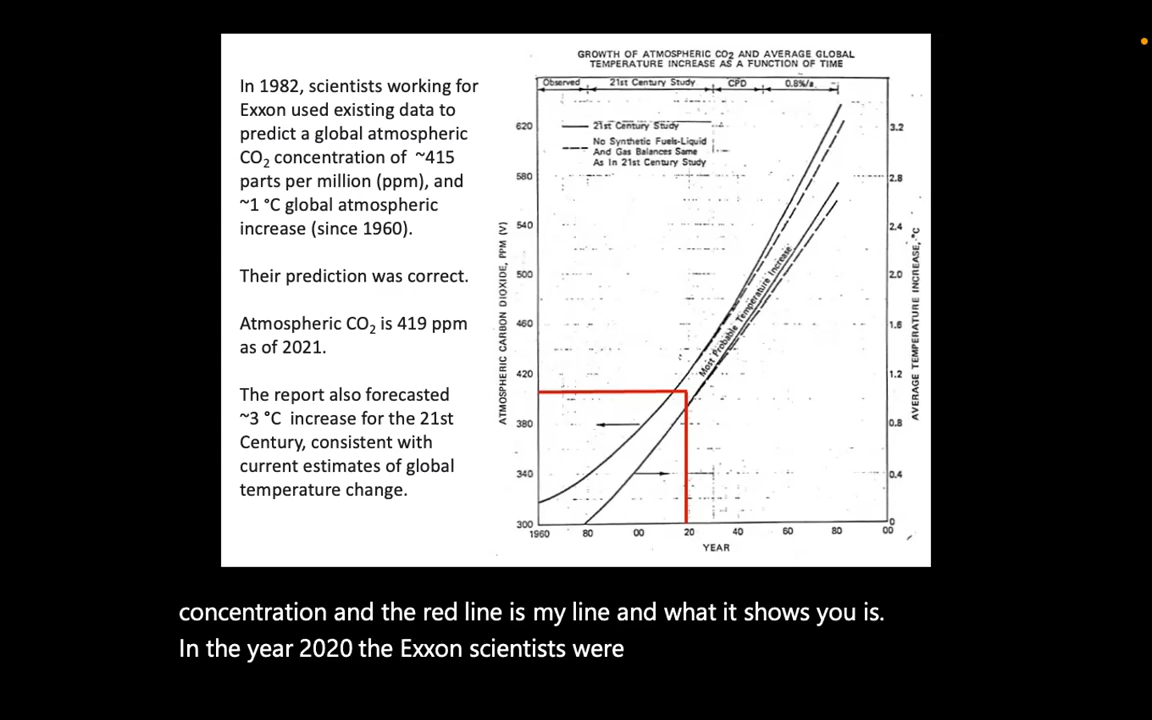 In 1982, scientists working for
Exxon used existing data to
predict a global atmospheric
CO₂ concentration of ~415
parts per million (ppm), and
~1 °C global atmospheric
increase (since 1960).
Their prediction was correct.
Atmospheric CO₂ is 419 ppm
as of 2021.
The report also forecasted
~3 °C increase for the 21st
Century, consistent with
current estimates of global
temperature change.
GROWTH OF ATMOSPHERIC CO₂ AND AVERAGE GLOBAL
TEMPERATURE INCREASE AS A FUNCTION OF TIME
Observed 21st Century Study CPD 0.8%/a
21st Century Study
No Synthetic Fuels-Liquid
And Gas Balances Same
As In 21st Century Study
ATMOSPHERIC CARBON DIOXIDE, PPM (V)
620
580
540
500
460
420
380
340
300
Most Probable Temperature Increase
3.2
2.8
2.4
2.0
1.6
1.2
0.8
0.4
0
AVERAGE TEMPERATURE INCREASE, °C
1960 80 00 20 40 60 80 00
YEAR
concentration and the red line is my line and what it shows you is.
In the year 2020 the Exxon scientists were